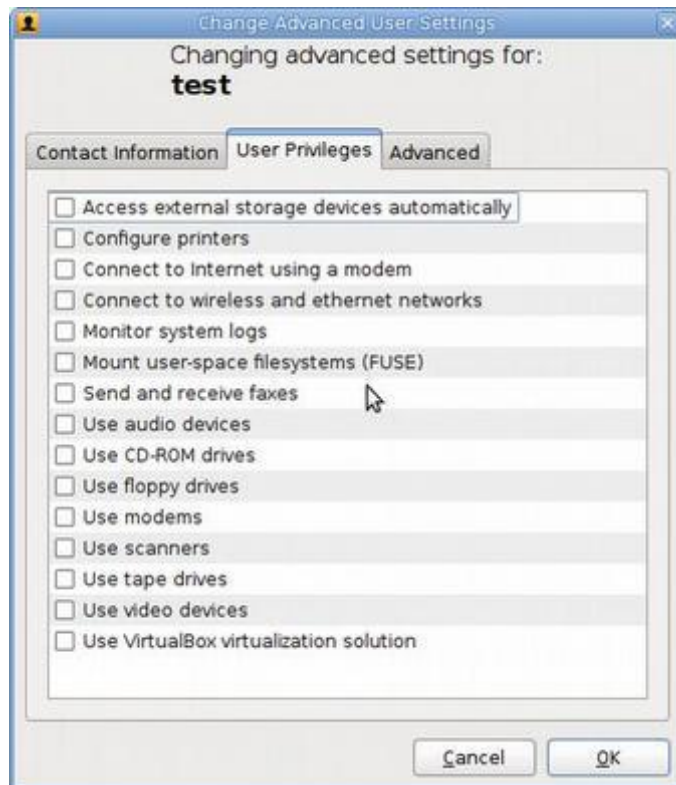 Change Advanced User Settings
Changing advanced settings for:
test
Contact Information User Privileges Advanced
Access external storage devices automatically
Configure printers
Connect to Internet using a modem
Connect to wireless and ethernet networks
Monitor system logs
Mount user-space filesystems (FUSE)
Send and receive faxes
Use audio devices
Use CD-ROM drives
Use floppy drives
Use modems
Use scanners
Use tape drives
Use video devices
Use VirtualBox virtualization solution
Cancel OK